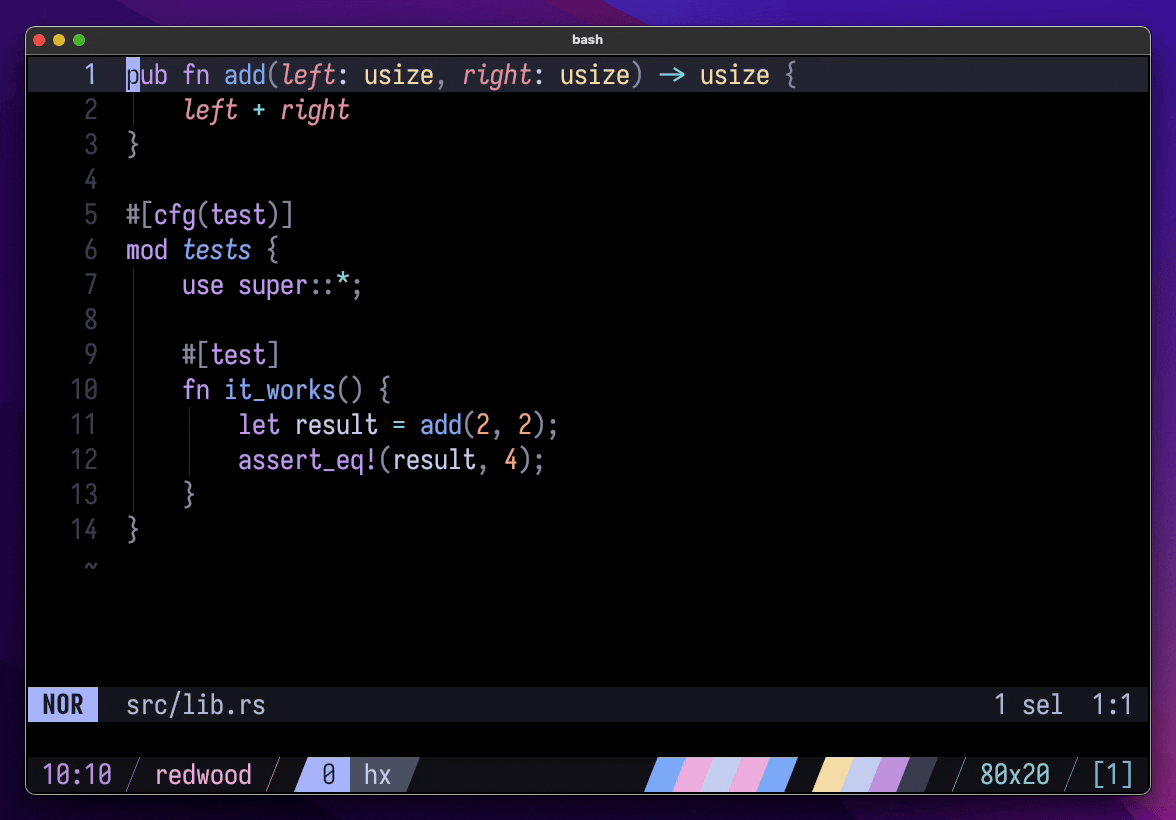 bash
1 pub fn add(left: usize, right: usize) -> usize {
2     left + right
3 }
4
5 #[cfg(test)]
6 mod tests {
7     use super::*;
8
9     #[test]
10     fn it_works() {
11         let result = add(2, 2);
12         assert_eq!(result, 4);
13     }
14 }
~
NOR src/lib.rs 1 sel 1:1
10:10 / redwood / 0 hx / 80x20 / [1]